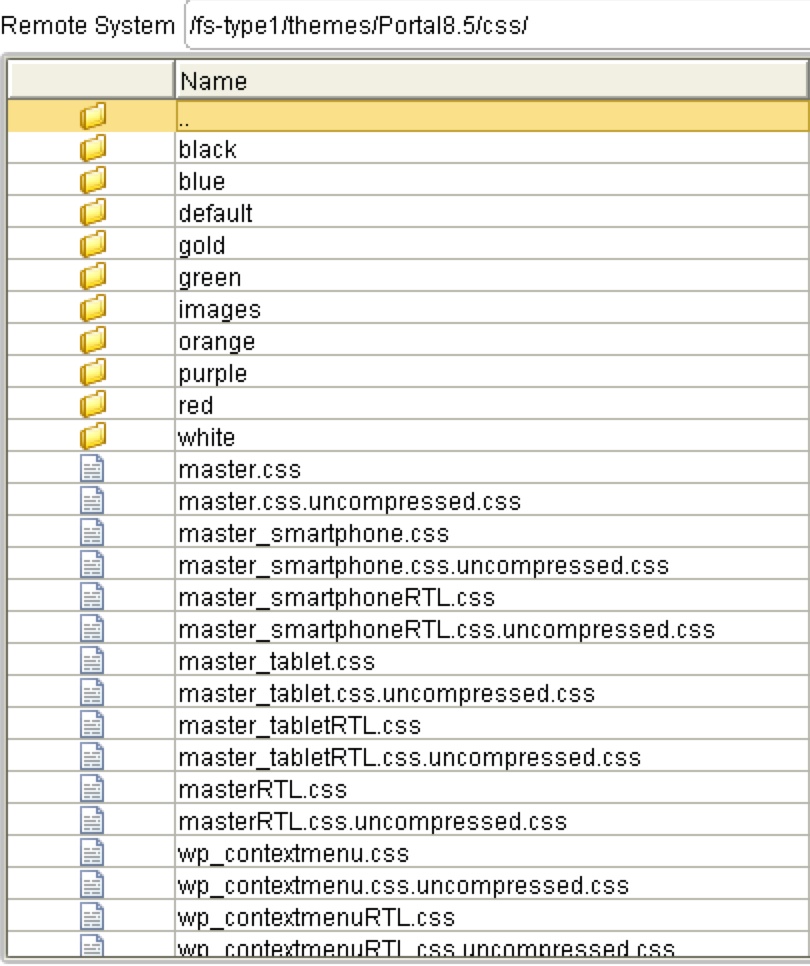 Remote System /fs-type1/themes/Portal8.5/css/
Name
..
black
blue
default
gold
green
images
orange
purple
red
white
master.css
master.css.uncompressed.css
master_smartphone.css
master_smartphone.css.uncompressed.css
master_smartphoneRTL.css
master_smartphoneRTL.css.uncompressed.css
master_tablet.css
master_tablet.css.uncompressed.css
master_tabletRTL.css
master_tabletRTL.css.uncompressed.css
masterRTL.css
masterRTL.css.uncompressed.css
wp_contextmenu.css
wp_contextmenu.css.uncompressed.css
wp_contextmenuRTL.css
wp_contextmenuRTL.css.uncompressed.css